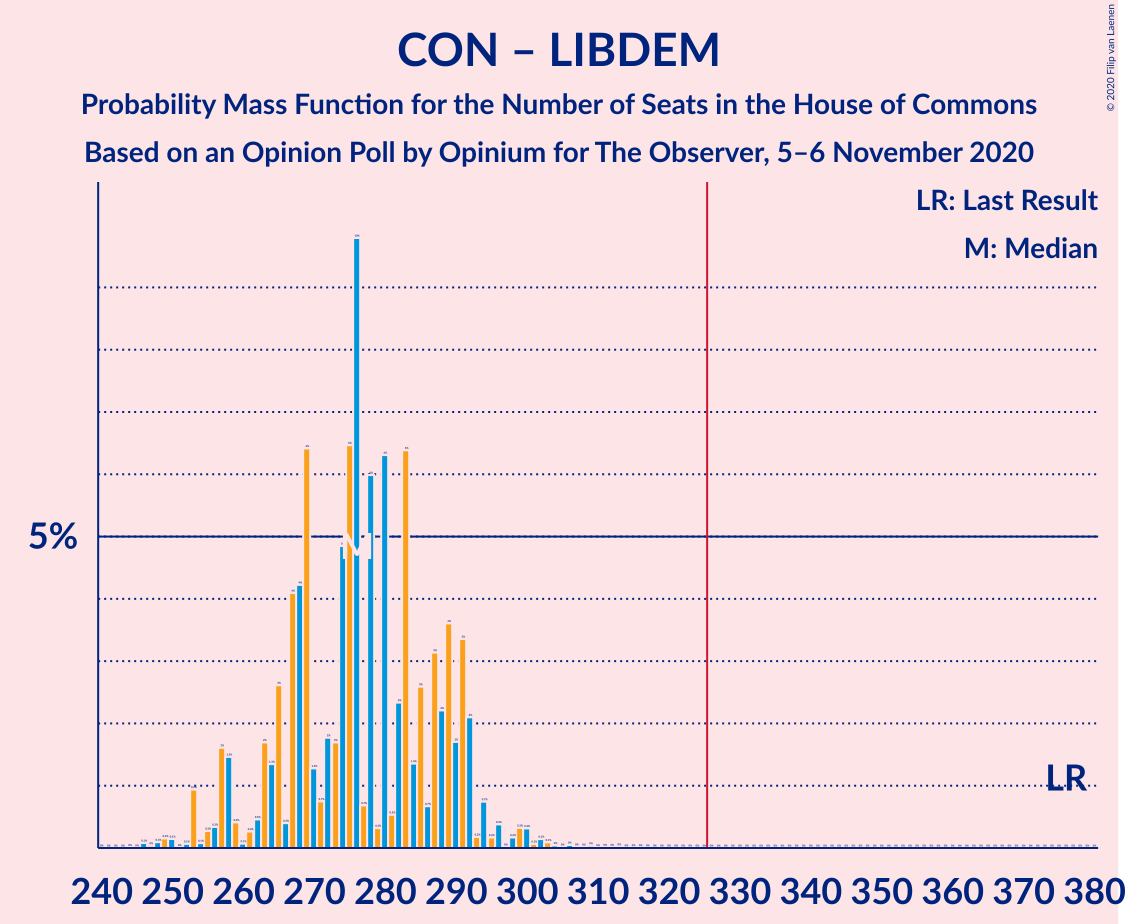 CON – LIBDEM
Probability Mass Function for the Number of Seats in the House of Commons
Based on an Opinion Poll by Opinium for The Observer, 5–6 November 2020
© 2020 Filip van Laenen
LR: Last Result
M: Median
5%
M
LR
240 250 260 270 280 290 300 310 320 330 340 350 360 370 380